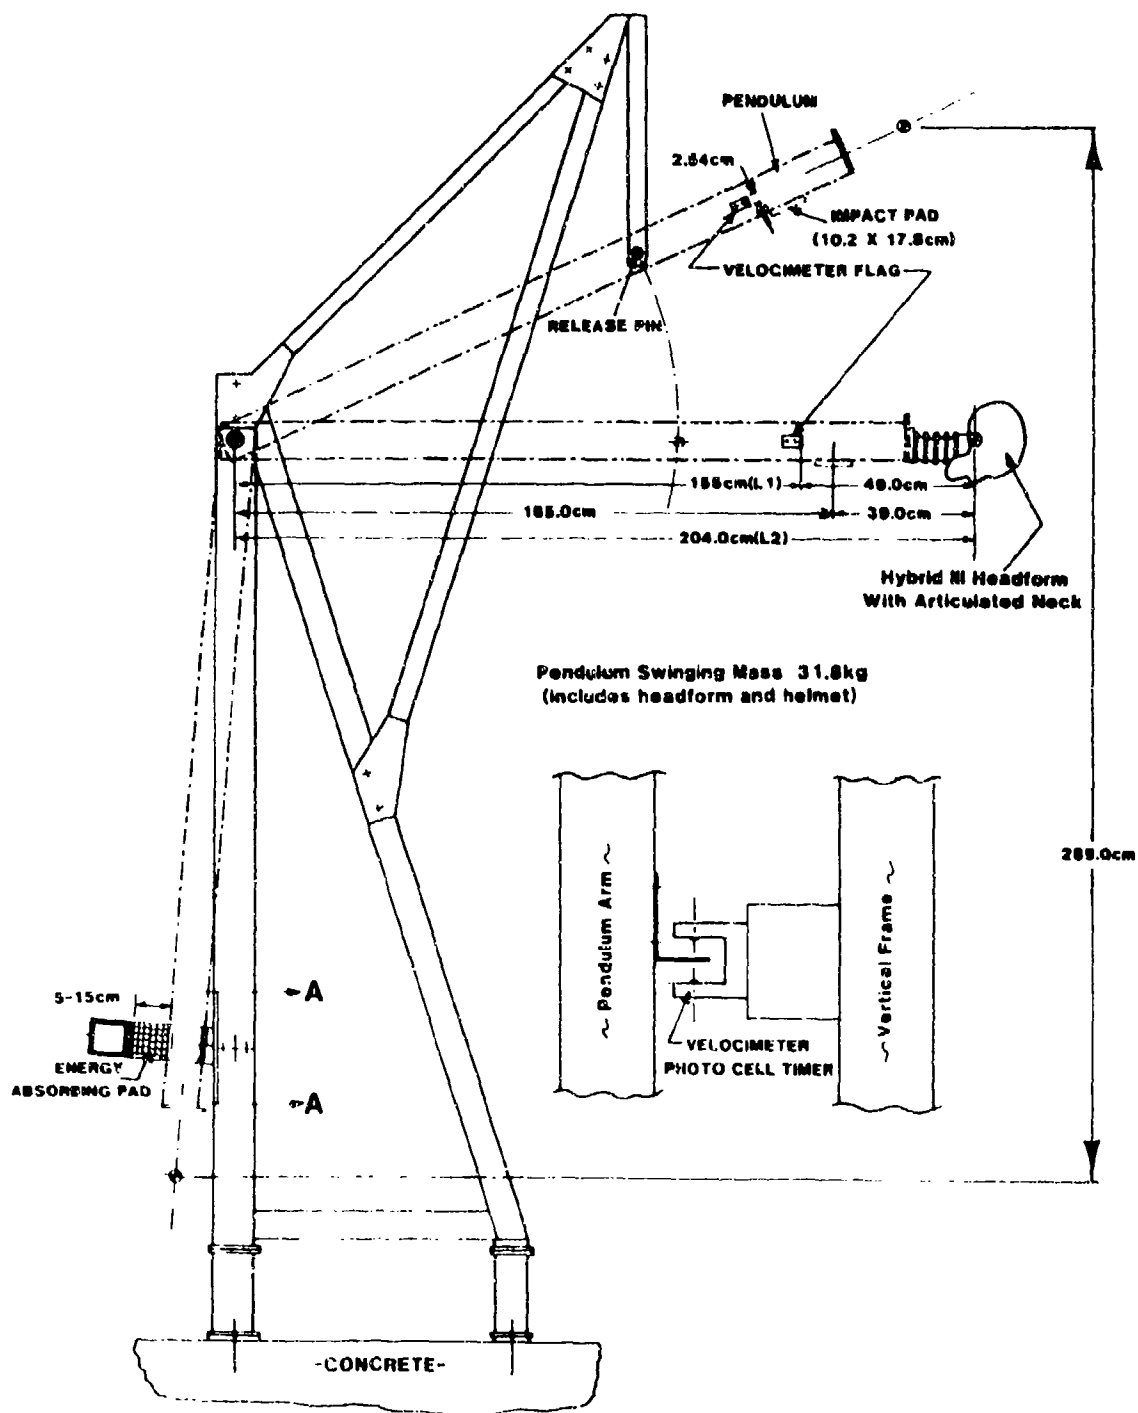 PENDULUM
2.54cm
IMPACT PAD
(10.2 X 17.8cm)
VELOCIMETER FLAG
RELEASE PIN
155cm(L1)
49.0cm
165.0cm
39.0cm
204.0cm(L2)
Hybrid III Headform
With Articulated Neck
Pendulum Swinging Mass 31.8kg
(includes headform and helmet)
289.0cm
~ Pendulum Arm ~
~ Vertical Frame ~
VELOCIMETER
PHOTO CELL TIMER
5-15cm
A
ENERGY
ABSORBING PAD
A
-CONCRETE-